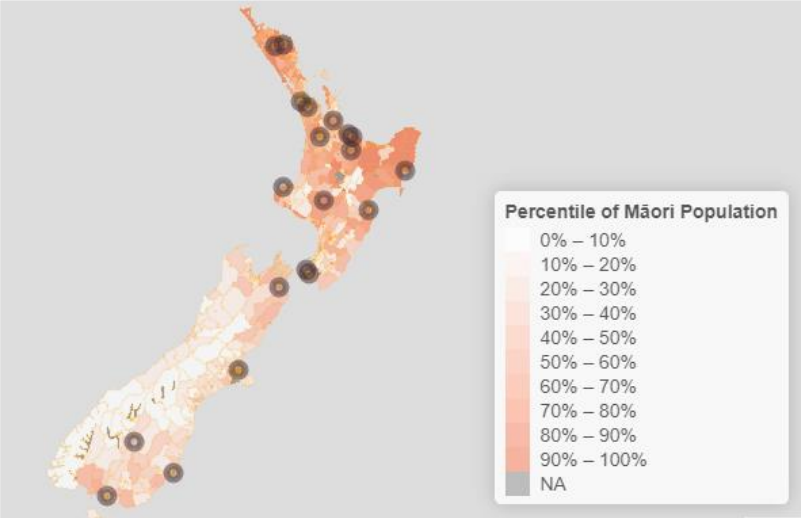 Percentile of Māori Population
0% – 10%
10% – 20%
20% – 30%
30% – 40%
40% – 50%
50% – 60%
60% – 70%
70% – 80%
80% – 90%
90% – 100%
NA